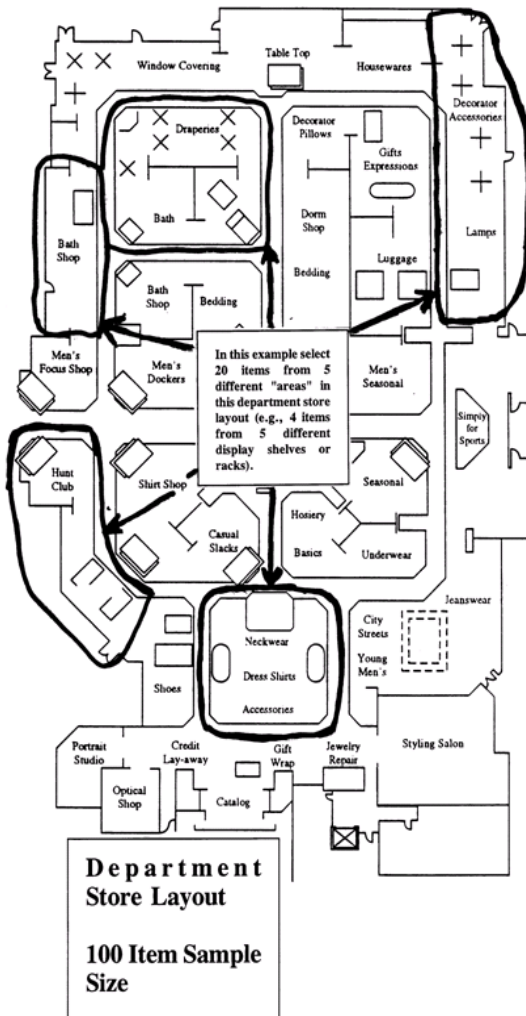 Table Top
Window Covering
Housewares
Decorator
Accessories
Draperies
Decorator
Pillows
Gifts
Expressions
Bath
Dorm
Shop
Lamps
Bath
Shop
Luggage
Bedding
Bath
Shop
Bedding
Men's
Focus Shop
Men's
Dockers
In this example select
20 items from 5
different "areas" in
this department store
layout (e.g., 4 items
from 5 different
display shelves or
racks).
Men's
Seasonal
Simply
for
Sports
Hunt
Club
Shirt Shop
Seasonal
Casual
Slacks
Hosiery
Basics
Underwear
Jeanswear
City
Streets
Young
Men's
Neckwear
Dress Shirts
Accessories
Shoes
Portrait
Studio
Credit
Lay-away
Gift
Wrap
Jewelry
Repair
Styling Salon
Optical
Shop
Catalog
Department
Store Layout
100 Item Sample
Size